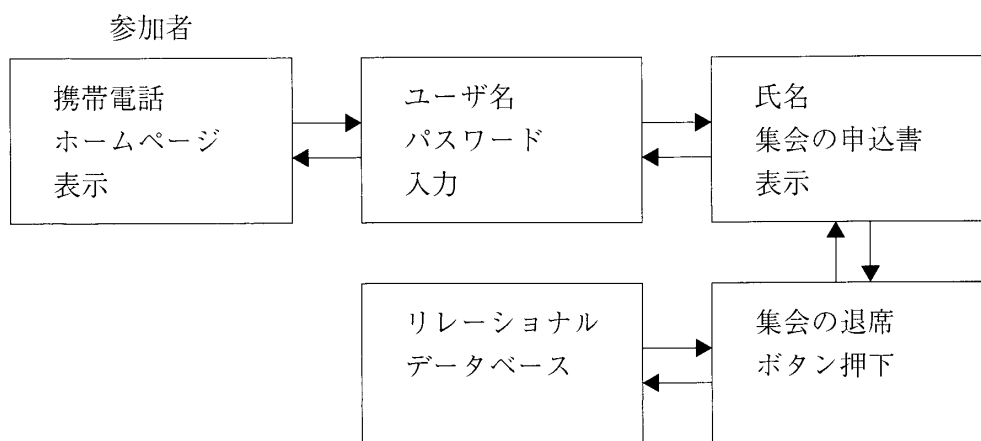 参加者
携帯電話
ホームページ
表示
ユーザ名
パスワード
入力
氏名
集会の申込書
表示
リレーショナル
データベース
集会の退席
ボタン押下